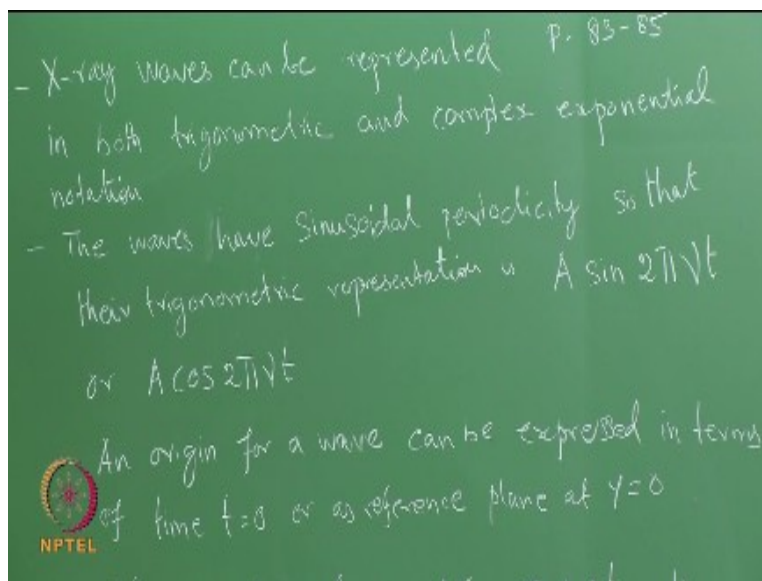 P. 83-85
- X-ray waves can be represented
in both trigonometric and complex exponential
notation
- The waves have sinusoidal periodicity so that
their trigonometric representation is A sin 2πνt
or A cos 2πνt
An origin for a wave can be expressed in terms
of time t=0 or as reference plane at y=0
NPTEL